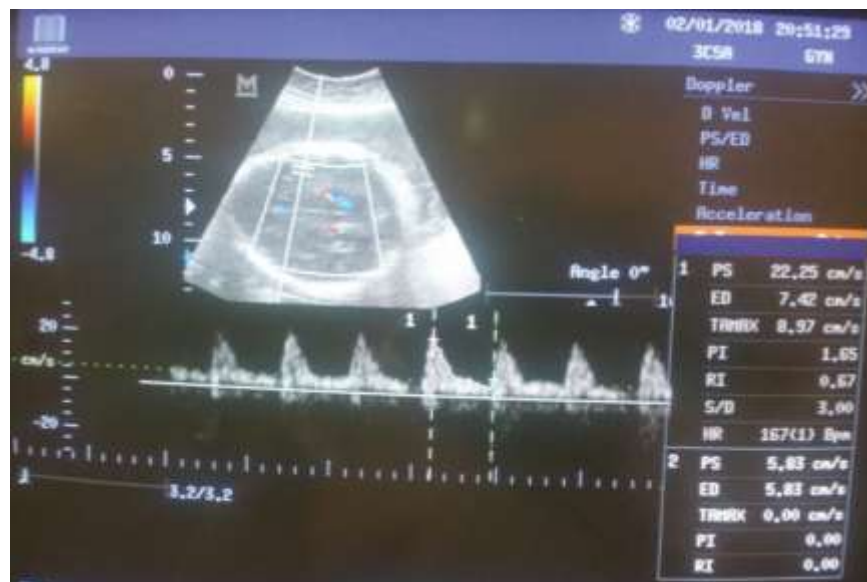 02/01/2018 20:51:29
3C5A GYN
4.8
-4.8
M
0
5
10
Doppler
D Vel
PS/ED
HR
Time
Acceleration
Angle 0°
1 1
20
cm/s
-20
3.2/3.2
1 PS 22.25 cm/s
ED 7.42 cm/s
TAMAX 8.97 cm/s
PI 1.65
RI 0.67
S/D 3.00
HR 167(1) Bpm
2 PS 5.83 cm/s
ED 5.83 cm/s
TAMAX 0.00 cm/s
PI 0.00
RI 0.00